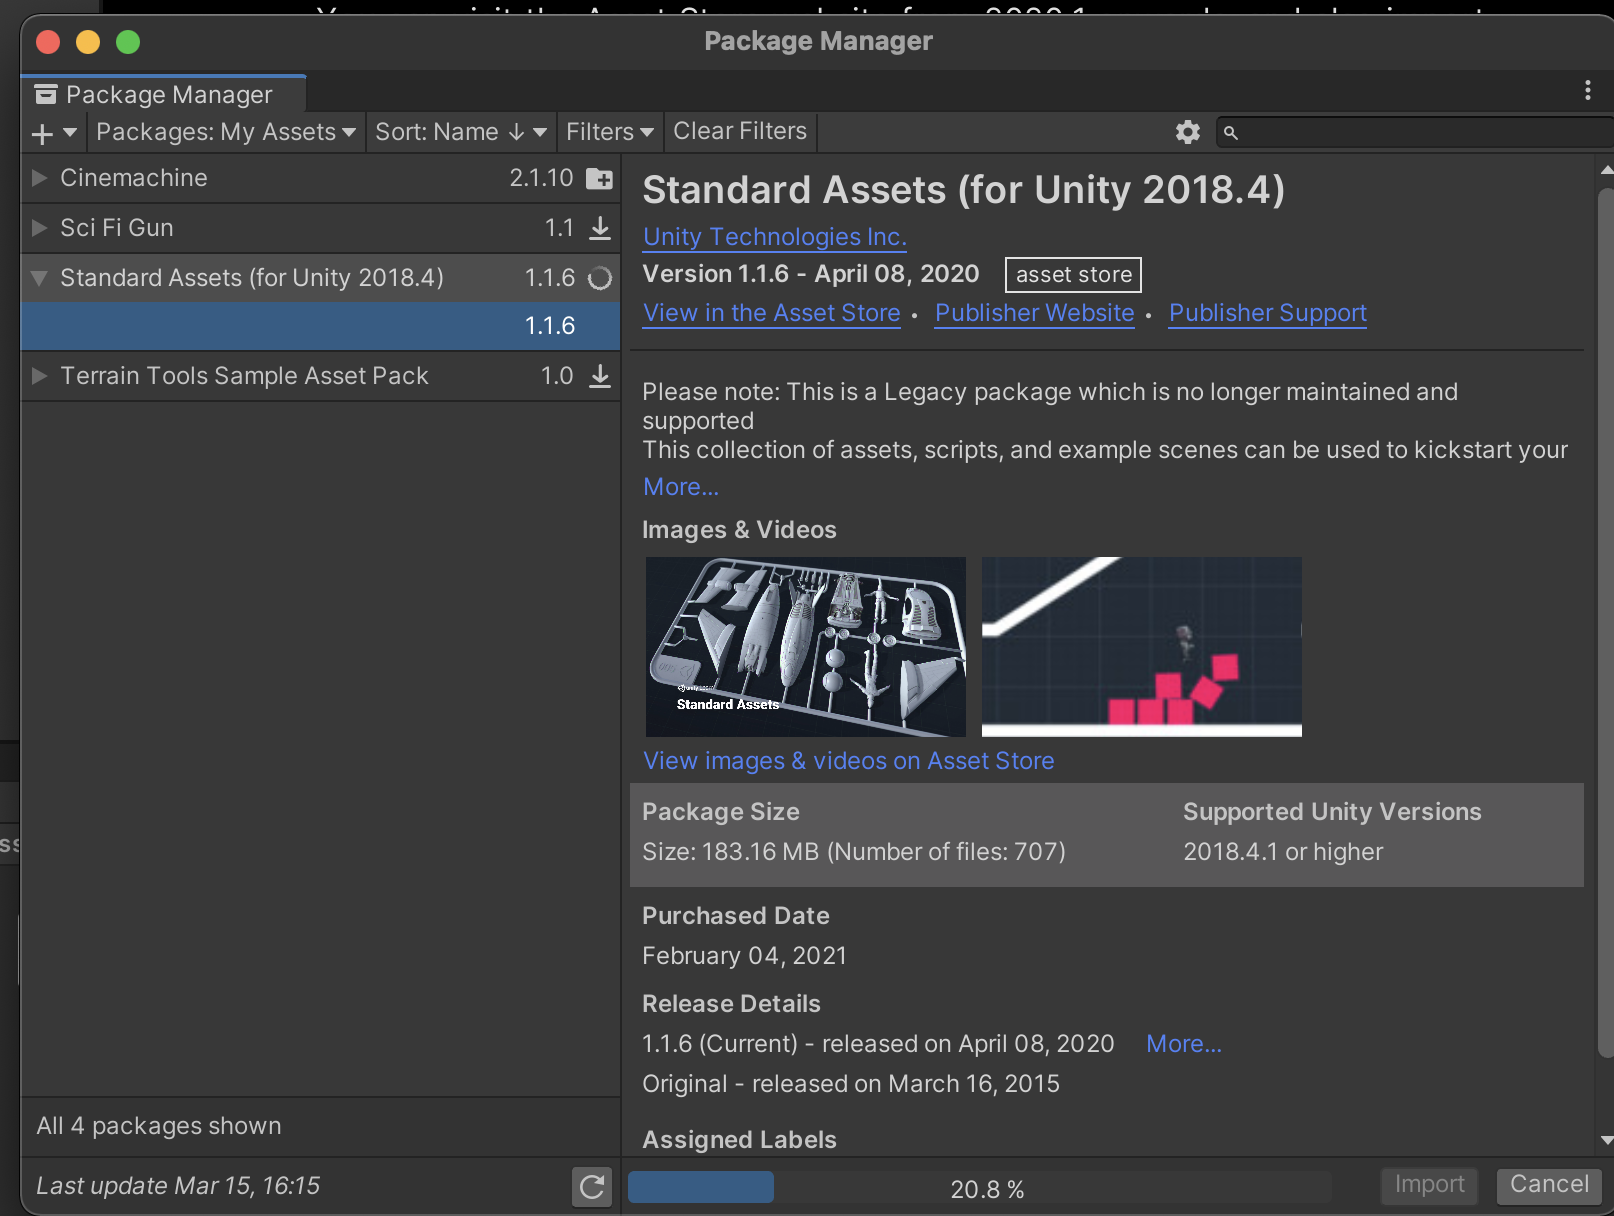 Package Manager
Package Manager
Packages: My Assets
Sort: Name ↓
Filters
Clear Filters
Cinemachine 2.1.10
Sci Fi Gun 1.1
Standard Assets (for Unity 2018.4) 1.1.6
1.1.6
Terrain Tools Sample Asset Pack 1.0
All 4 packages shown
Last update Mar 15, 16:15
Standard Assets (for Unity 2018.4)
Unity Technologies Inc.
Version 1.1.6 - April 08, 2020 asset store
View in the Asset Store • Publisher Website • Publisher Support
Please note: This is a Legacy package which is no longer maintained and
supported
This collection of assets, scripts, and example scenes can be used to kickstart your
More...
Images & Videos
Standard Assets
View images & videos on Asset Store
Package Size
Size: 183.16 MB (Number of files: 707)
Supported Unity Versions
2018.4.1 or higher
Purchased Date
February 04, 2021
Release Details
1.1.6 (Current) - released on April 08, 2020 More...
Original - released on March 16, 2015
Assigned Labels
20.8 %
Import
Cancel